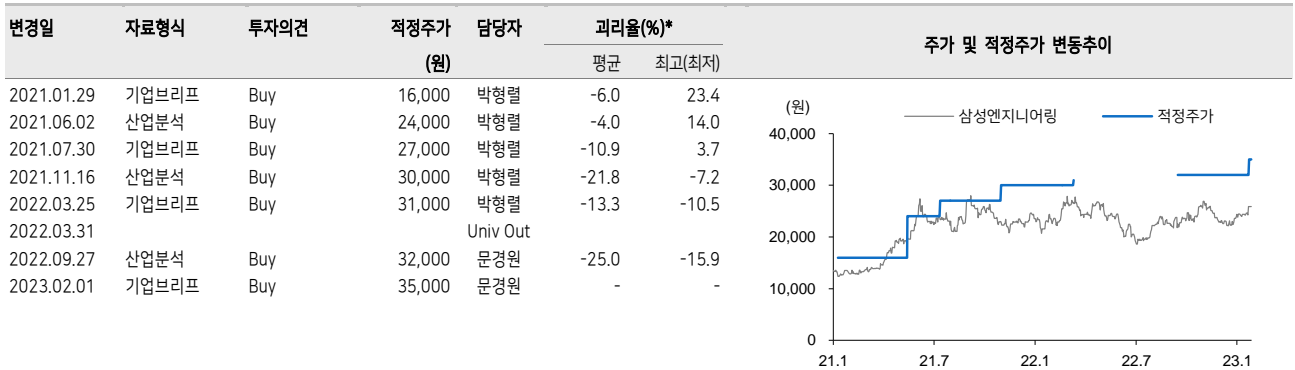 변경일 자료형식 투자의견 적정주가 담당자 괴리율(%)*
(원) 평균 최고(최저)
2021.01.29 기업브리프 Buy 16,000 박형렬 -6.0 23.4
2021.06.02 산업분석 Buy 24,000 박형렬 -4.0 14.0
2021.07.30 기업브리프 Buy 27,000 박형렬 -10.9 3.7
2021.11.16 산업분석 Buy 30,000 박형렬 -21.8 -7.2
2022.03.25 기업브리프 Buy 31,000 박형렬 -13.3 -10.5
2022.03.31 Univ Out
2022.09.27 산업분석 Buy 32,000 문경원 -25.0 -15.9
2023.02.01 기업브리프 Buy 35,000 문경원 - -
주가 및 적정주가 변동추이
(원)
삼성엔지니어링 적정주가
40,000
30,000
20,000
10,000
0
21.1 21.7 22.1 22.7 23.1